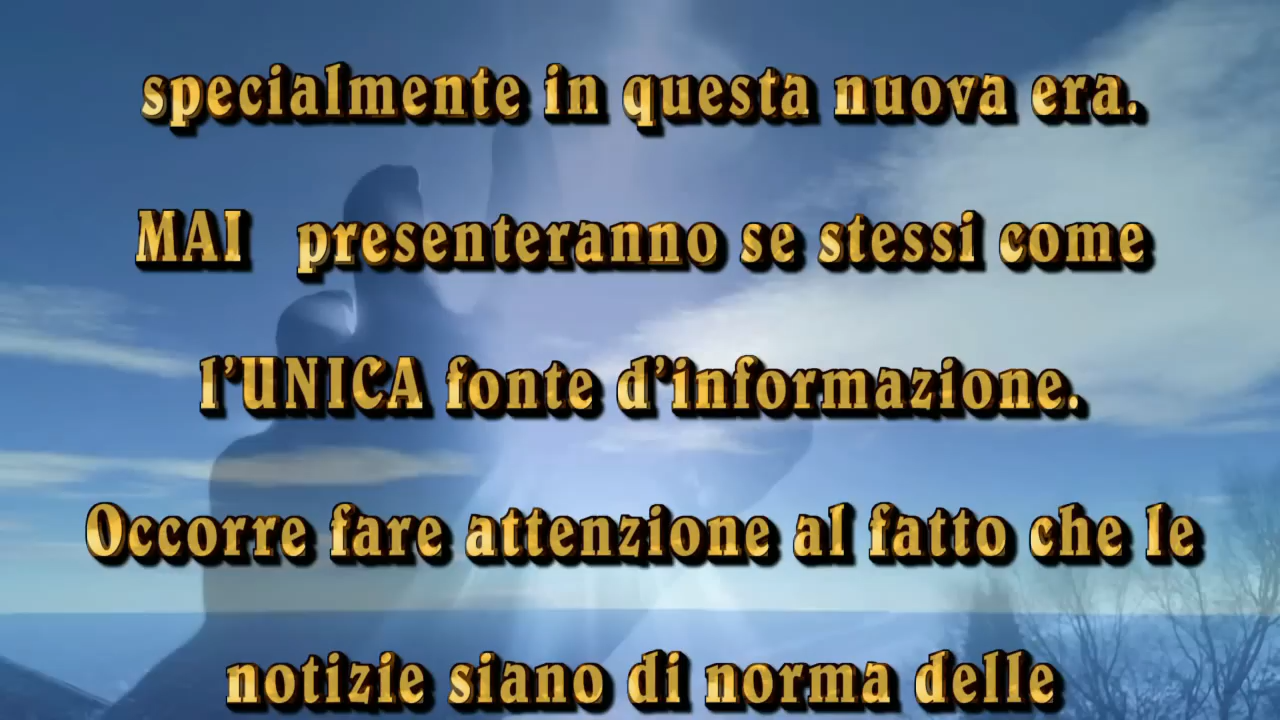 specialmente in questa nuova era.
MAI presenteranno se stessi come
l'UNICA fonte d'informazione.
Occorre fare attenzione al fatto che le
notizie siano di norma delle